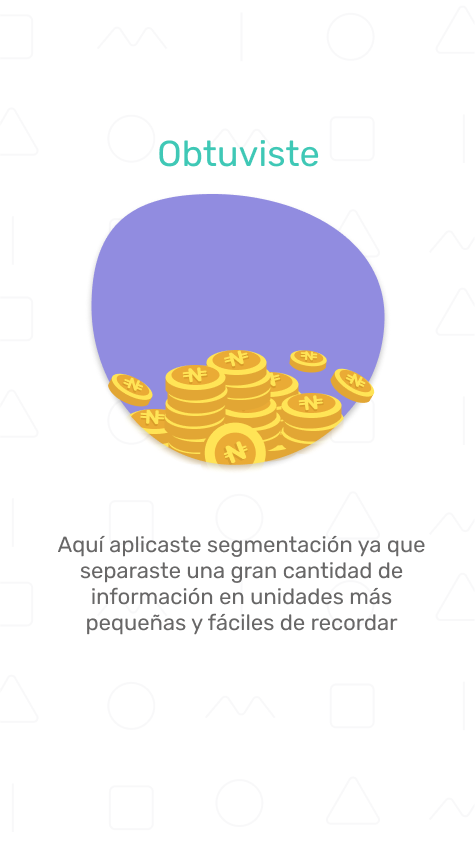 Obtuviste
Aquí aplicaste segmentación ya que
separaste una gran cantidad de
información en unidades más
pequeñas y fáciles de recordar